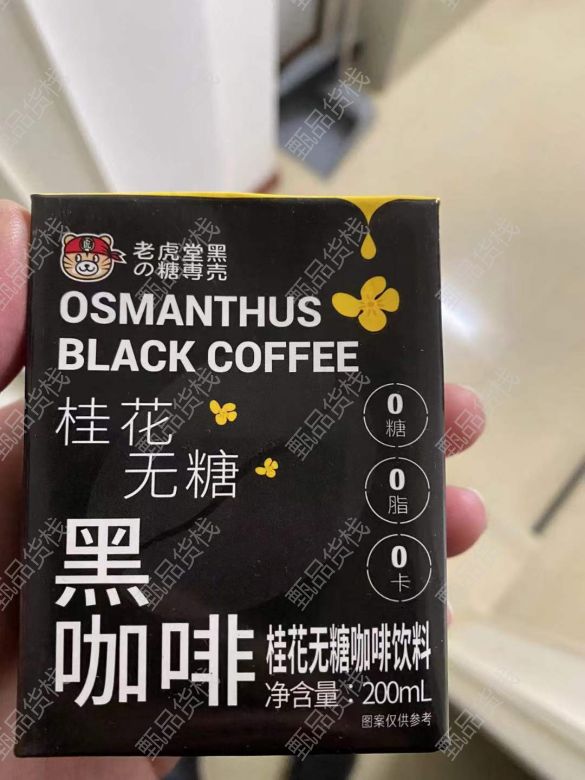 老虎堂黑
の糖専売
OSMANTHUS
BLACK COFFEE
桂花
无糖
0
糖
0
脂
0
卡
黑
咖啡
桂花无糖咖啡饮料
净含量：200mL
图案仅供参考
甄品货栈